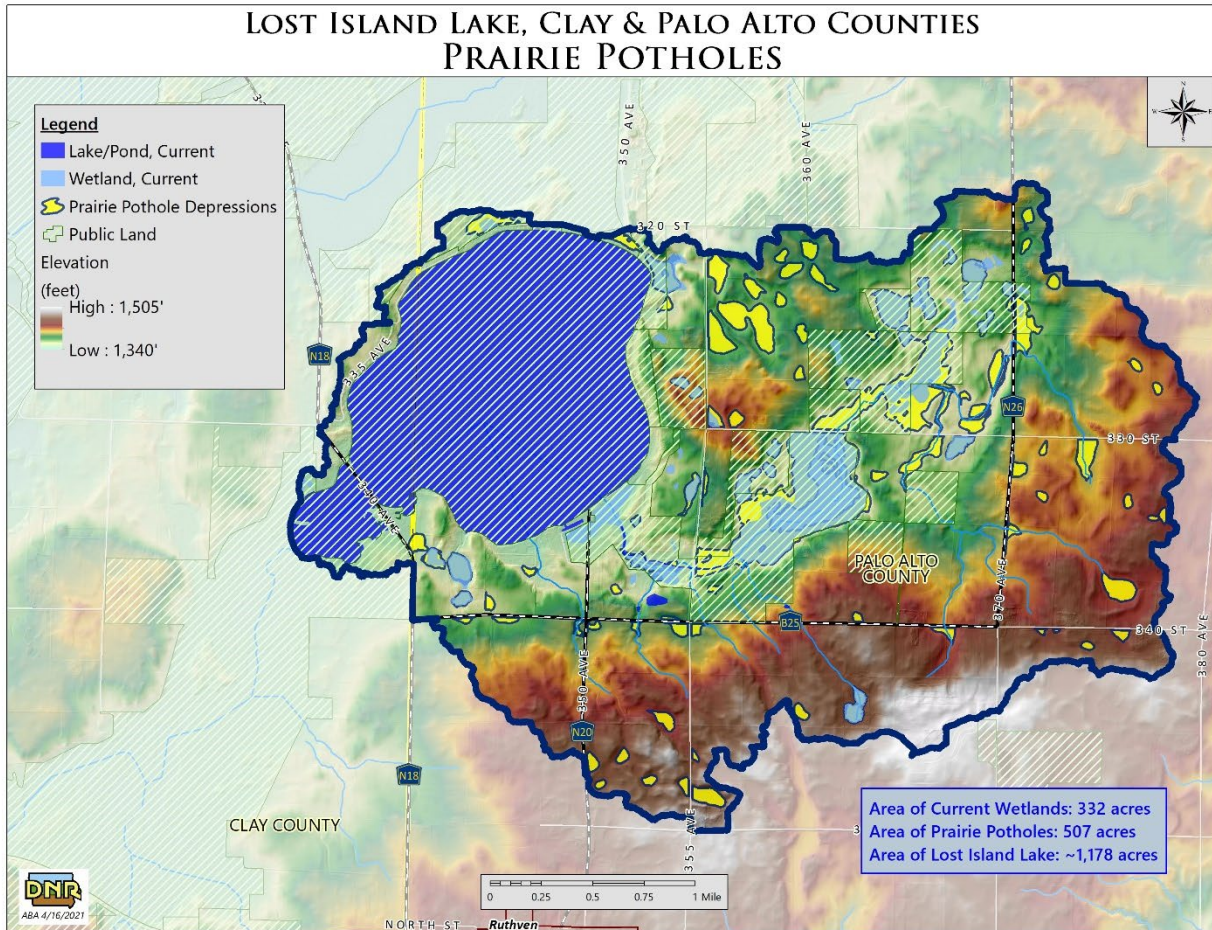 LOST ISLAND LAKE, CLAY & PALO ALTO COUNTIES
PRAIRIE POTHOLES
Legend
Lake/Pond, Current
Wetland, Current
Prairie Pothole Depressions
Public Land
Elevation
(feet)
High : 1,505'
Low : 1,340'
N
W
E
S
350 AVE
360 AVE
320 ST
N18
335 AVE
N26
330 ST
340 AVE
PALO ALTO
COUNTY
370 AVE
B25
340 ST
380 AVE
350 AVE
N20
N18
CLAY COUNTY
355 AVE
Area of Current Wetlands: 332 acres
Area of Prairie Potholes: 507 acres
Area of Lost Island Lake: ~1,178 acres
DNR
ABA 4/16/2021
0 0.25 0.5 0.75 1 Mile
NORTH ST
Ruthven